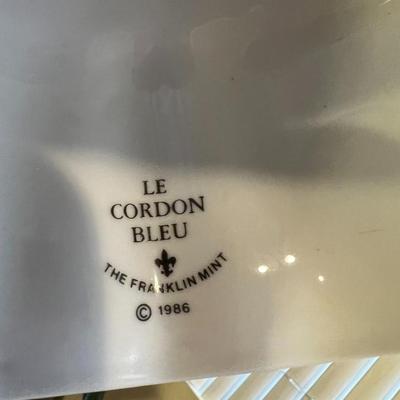 LE
CORDON
BLEU
THE FRANKLIN MINT
© 1986